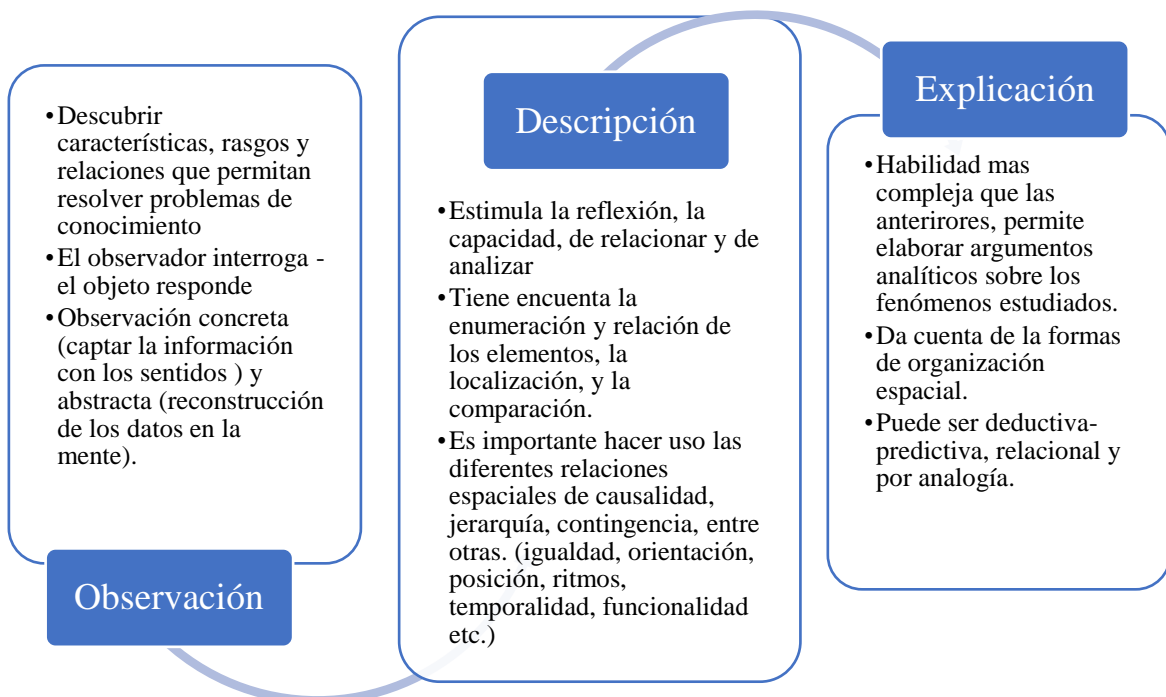 •Descubrir
características, rasgos y
relaciones que permitan
resolver problemas de
conocimiento
•El observador interroga -
el objeto responde
•Observación concreta
(captar la información
con los sentidos ) y
abstracta (reconstrucción
de los datos en la
mente).
Observación
Descripción
•Estimula la reflexión, la
capacidad, de relacionar y de
analizar
•Tiene encuenta la
enumeración y relación de
los elementos, la
localización, y la
comparación.
•Es importante hacer uso las
diferentes relaciones
espaciales de causalidad,
jerarquía, contingencia, entre
otras. (igualdad, orientación,
posición, ritmos,
temporalidad, funcionalidad
etc.)
Explicación
•Habilidad mas
compleja que las
anterirores, permite
elaborar argumentos
analíticos sobre los
fenómenos estudiados.
•Da cuenta de la formas
de organización
espacial.
•Puede ser deductiva-
predictiva, relacional y
por analogía.